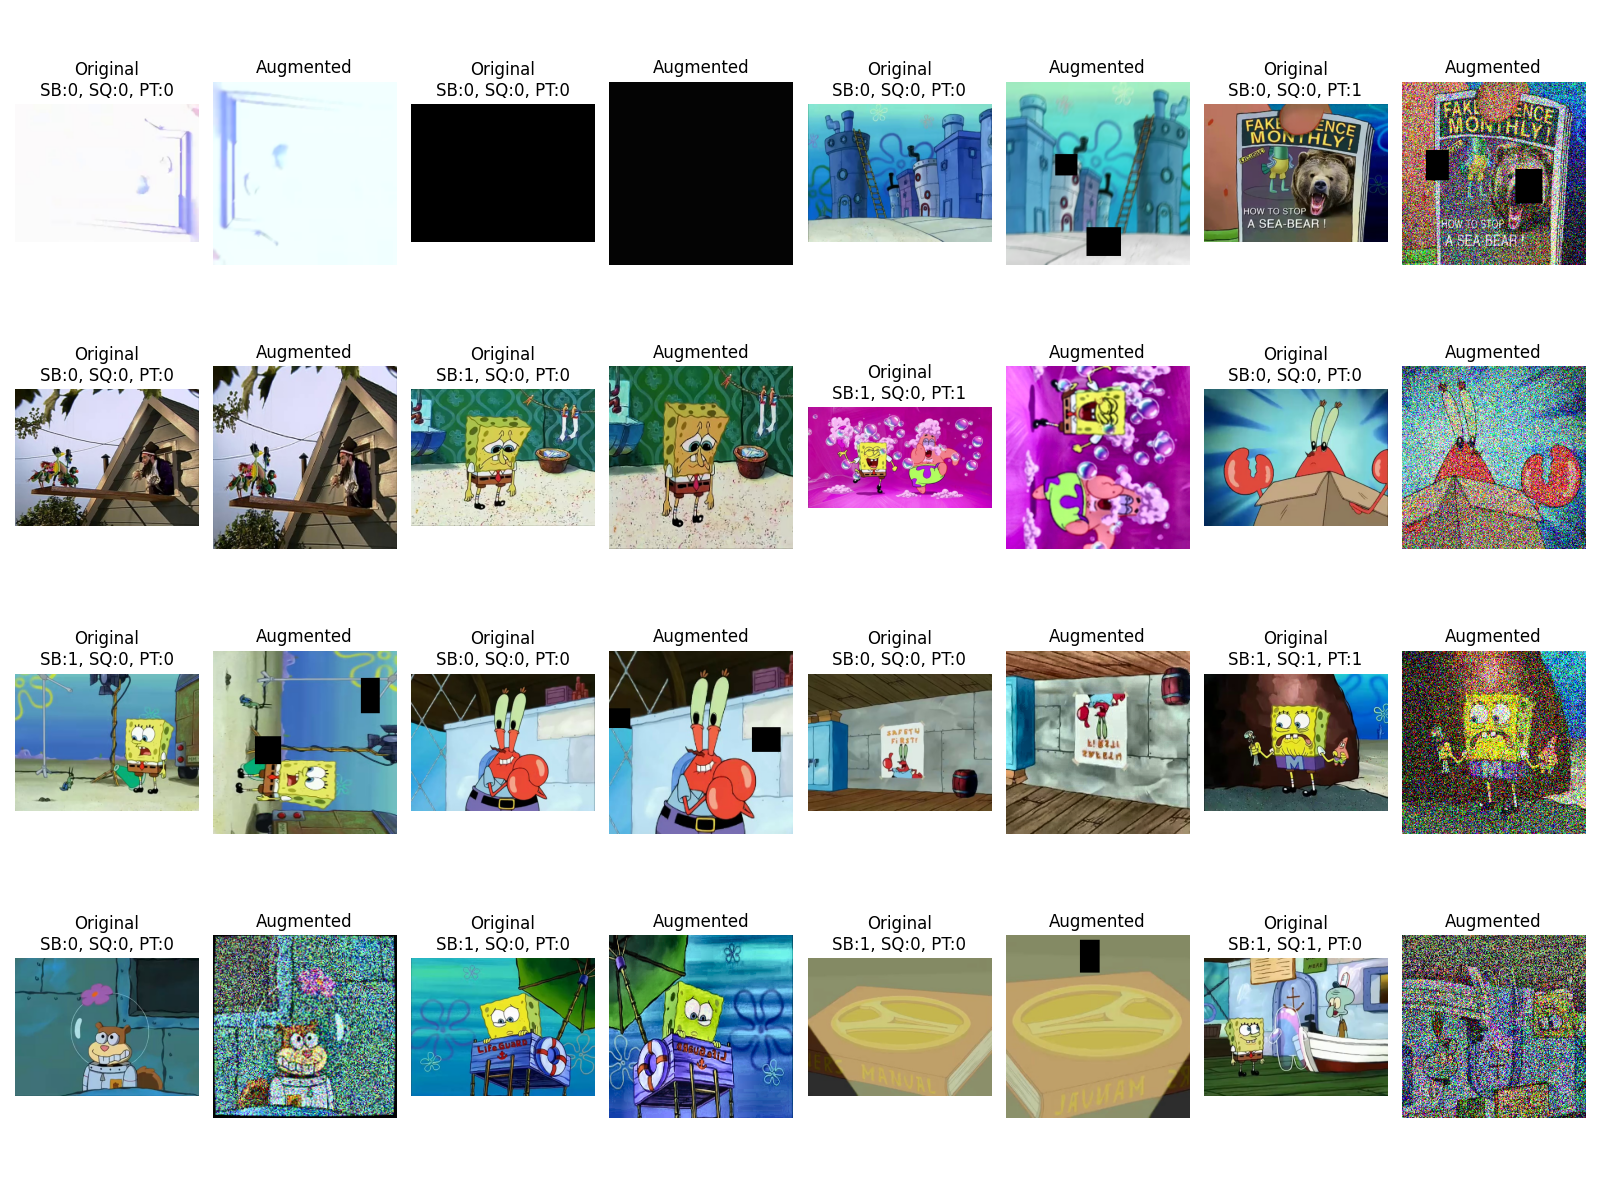 Original
SB:0, SQ:0, PT:0
Augmented
Original
SB:0, SQ:0, PT:0
Augmented
Original
SB:0, SQ:0, PT:0
Augmented
Original
SB:0, SQ:0, PT:1
Augmented
MONTHLY!
HOW TO STOP
A SEA-BEAR !
MONTHLY!
HOW TO STOP
A SEA-BEAR !
Original
SB:0, SQ:0, PT:0
Augmented
Original
SB:1, SQ:0, PT:0
Augmented
Original
SB:1, SQ:0, PT:1
Augmented
Original
SB:0, SQ:0, PT:0
Augmented
Original
SB:1, SQ:0, PT:0
Augmented
Original
SB:0, SQ:0, PT:0
Augmented
Original
SB:0, SQ:0, PT:0
Augmented
Original
SB:1, SQ:1, PT:1
Augmented
SAFETY
FIRST!
SAFETY
FIRST!
Original
SB:0, SQ:0, PT:0
Augmented
Original
SB:1, SQ:0, PT:0
Augmented
Original
SB:1, SQ:0, PT:0
Augmented
Original
SB:1, SQ:1, PT:0
Augmented
LIFEGUARD
LIFEGUARD
MANUAL
MANUAL